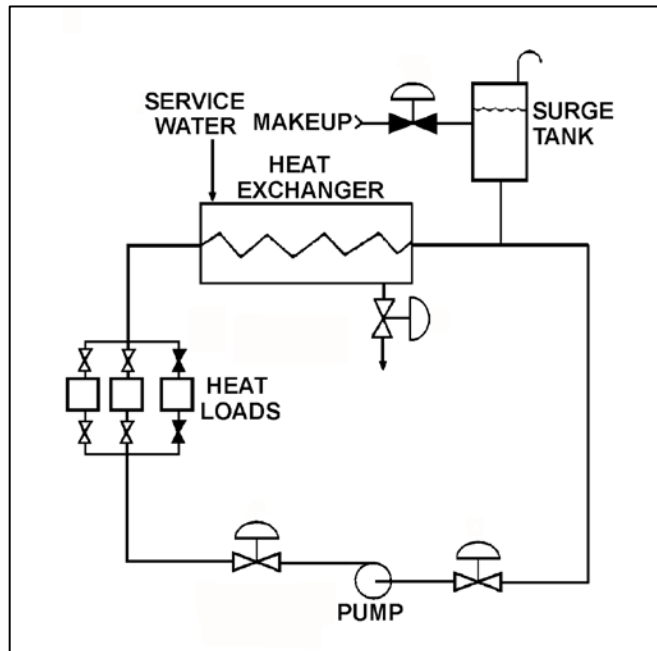 SERVICE
WATER
MAKEUP
SURGE
TANK
HEAT
EXCHANGER
HEAT
LOADS
PUMP